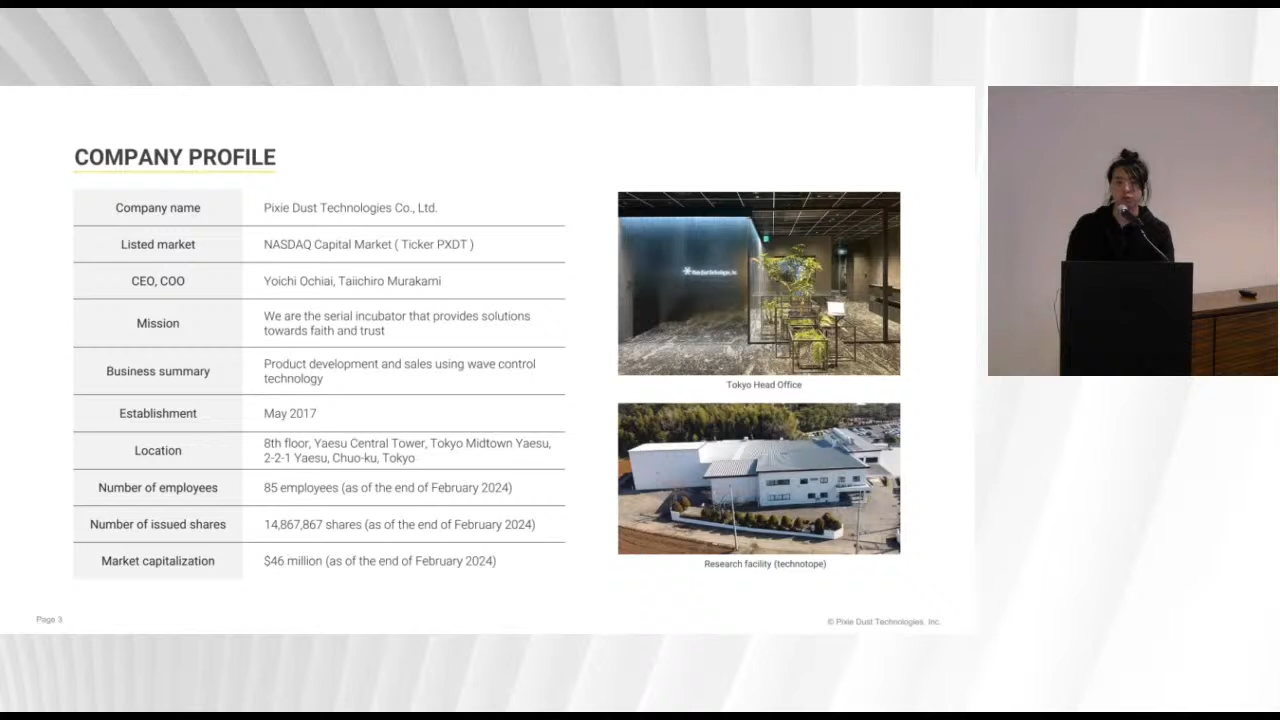 COMPANY PROFILE
Company name Pixie Dust Technologies Co., Ltd.
Listed market NASDAQ Capital Market ( Ticker PXDT )
CEO, COO Yoichi Ochiai, Taiichiro Murakami
Mission We are the serial incubator that provides solutions
towards faith and trust
Business summary Product development and sales using wave control
technology
Establishment May 2017
Location 8th floor, Yaesu Central Tower, Tokyo Midtown Yaesu,
2-2-1 Yaesu, Chuo-ku, Tokyo
Number of employees 85 employees (as of the end of February 2024)
Number of issued shares 14,867,867 shares (as of the end of February 2024)
Market capitalization $46 million (as of the end of February 2024)
Pixie Dust Technologies, Inc.
Tokyo Head Office
Research facility (technotope)
Page 3
© Pixie Dust Technologies, Inc.